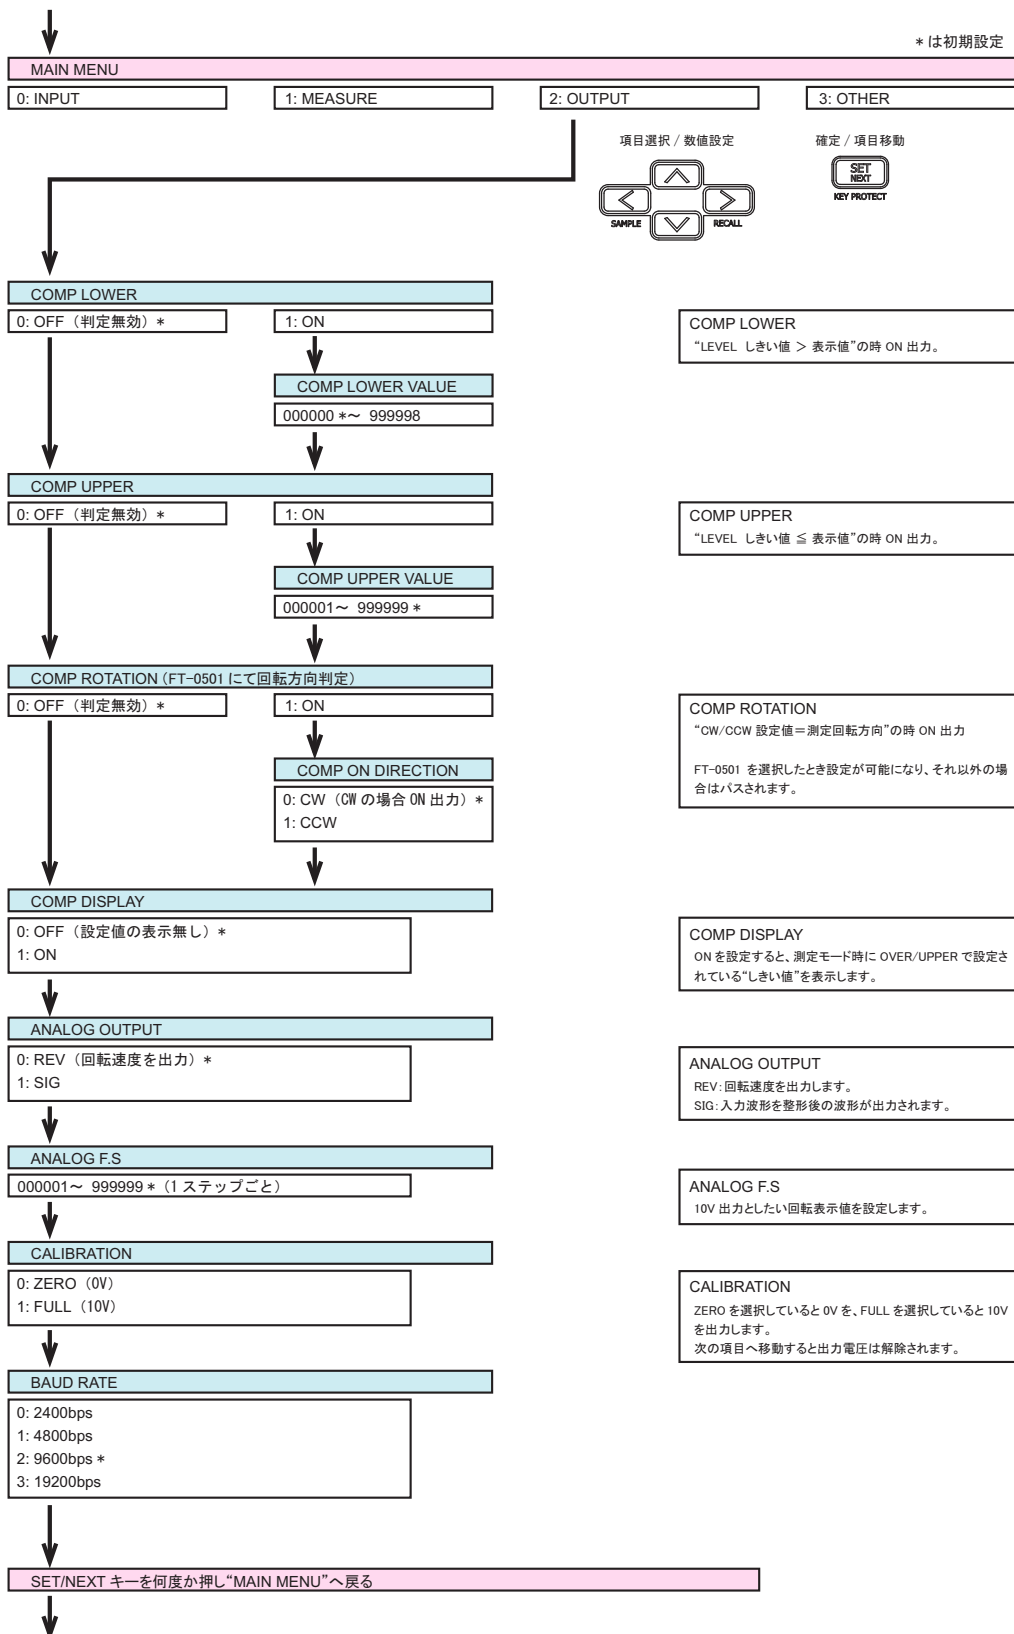 ＊は初期設定
MAIN MENU
0: INPUT
1: MEASURE
2: OUTPUT
3: OTHER
項目選択 / 数値設定
確定 / 項目移動
SET
NEXT
KEY PROTECT
SAMPLE
RECALL
COMP LOWER
0: OFF（判定無効）＊
1: ON
COMP LOWER
“LEVEL しきい値 ＞ 表示値”の時 ON 出力。
COMP LOWER VALUE
000000 ＊～ 999998
COMP UPPER
0: OFF（判定無効）＊
1: ON
COMP UPPER
“LEVEL しきい値 ≦ 表示値”の時 ON 出力。
COMP UPPER VALUE
000001～ 999999 ＊
COMP ROTATION（FT-0501 にて回転方向判定）
0: OFF（判定無効）＊
1: ON
COMP ROTATION
“CW/CCW 設定値＝測定回転方向”の時 ON 出力
FT-0501 を選択したとき設定が可能になり、それ以外の場
合はパスされます。
COMP ON DIRECTION
0: CW（CW の場合 ON 出力）＊
1: CCW
COMP DISPLAY
0: OFF（設定値の表示無し）＊
1: ON
COMP DISPLAY
ON を設定すると、測定モード時に OVER/UPPER で設定さ
れている“しきい値”を表示します。
ANALOG OUTPUT
0: REV（回転速度を出力）＊
1: SIG
ANALOG OUTPUT
REV：回転速度を出力します。
SIG：入力波形を整形後の波形が出力されます。
ANALOG F.S
000001～ 999999 ＊（1 ステップごと）
ANALOG F.S
10V 出力としたい回転表示値を設定します。
CALIBRATION
0: ZERO（0V）
1: FULL（10V）
CALIBRATION
ZERO を選択していると 0V を、FULL を選択していると 10V
を出力します。
次の項目へ移動すると出力電圧は解除されます。
BAUD RATE
0: 2400bps
1: 4800bps
2: 9600bps ＊
3: 19200bps
SET/NEXT キーを何度か押し“MAIN MENU”へ戻る